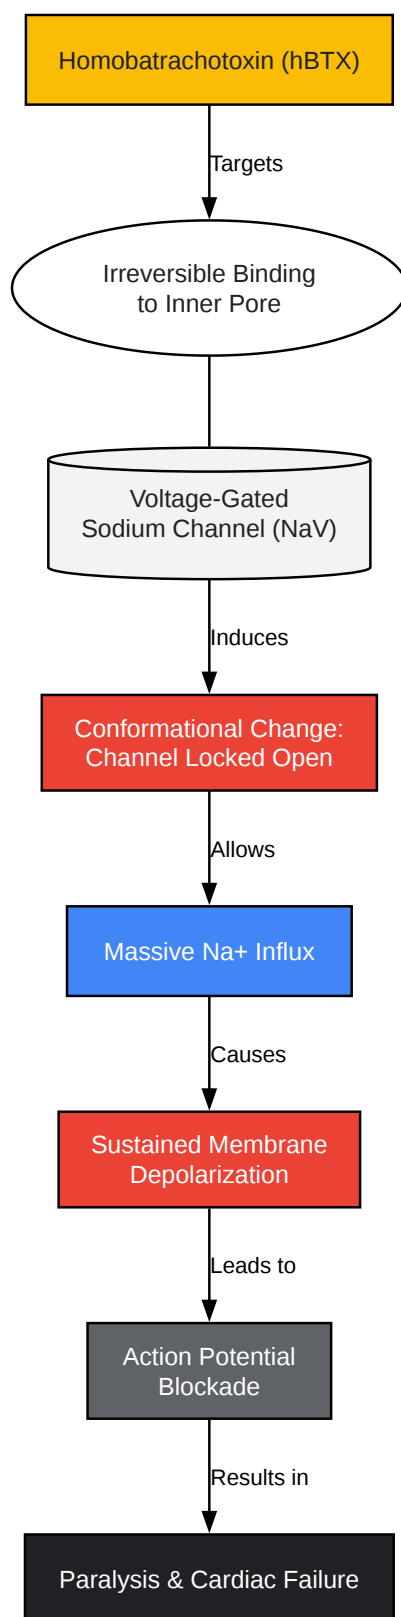 Homobatrachotoxin (hBTX)
Targets
Irreversible Binding
to Inner Pore
Voltage-Gated
Sodium Channel (NaV)
Induces
Conformational Change:
Channel Locked Open
Allows
Massive Na+ Influx
Causes
Sustained Membrane
Depolarization
Leads to
Action Potential
Blockade
Results in
Paralysis & Cardiac Failure